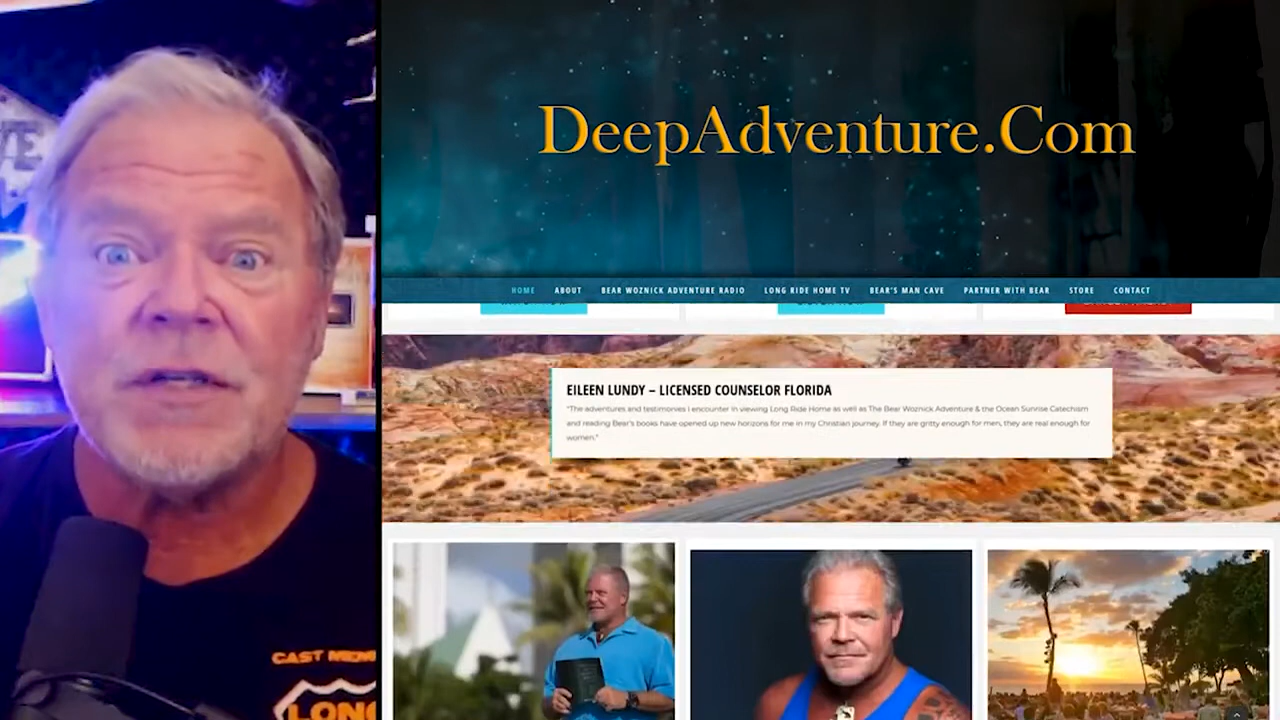 DeepAdventure.Com
HOME ABOUT BEAR WOZNICK ADVENTURE RADIO LONG RIDE HOME TV BEAR'S MAN CAVE PARTNER WITH BEAR STORE CONTACT
EILEEN LUNDY – LICENSED COUNSELOR FLORIDA
"The adventures and testimonies I encounter in viewing Long Ride Home as well as The Bear Woznick Adventure & the Ocean Sunrise Catechism
and reading Bear's books have opened up new horizons for me in my Christian journey. If they are gritty enough for men, they are real enough for
women."
CAST
LONG